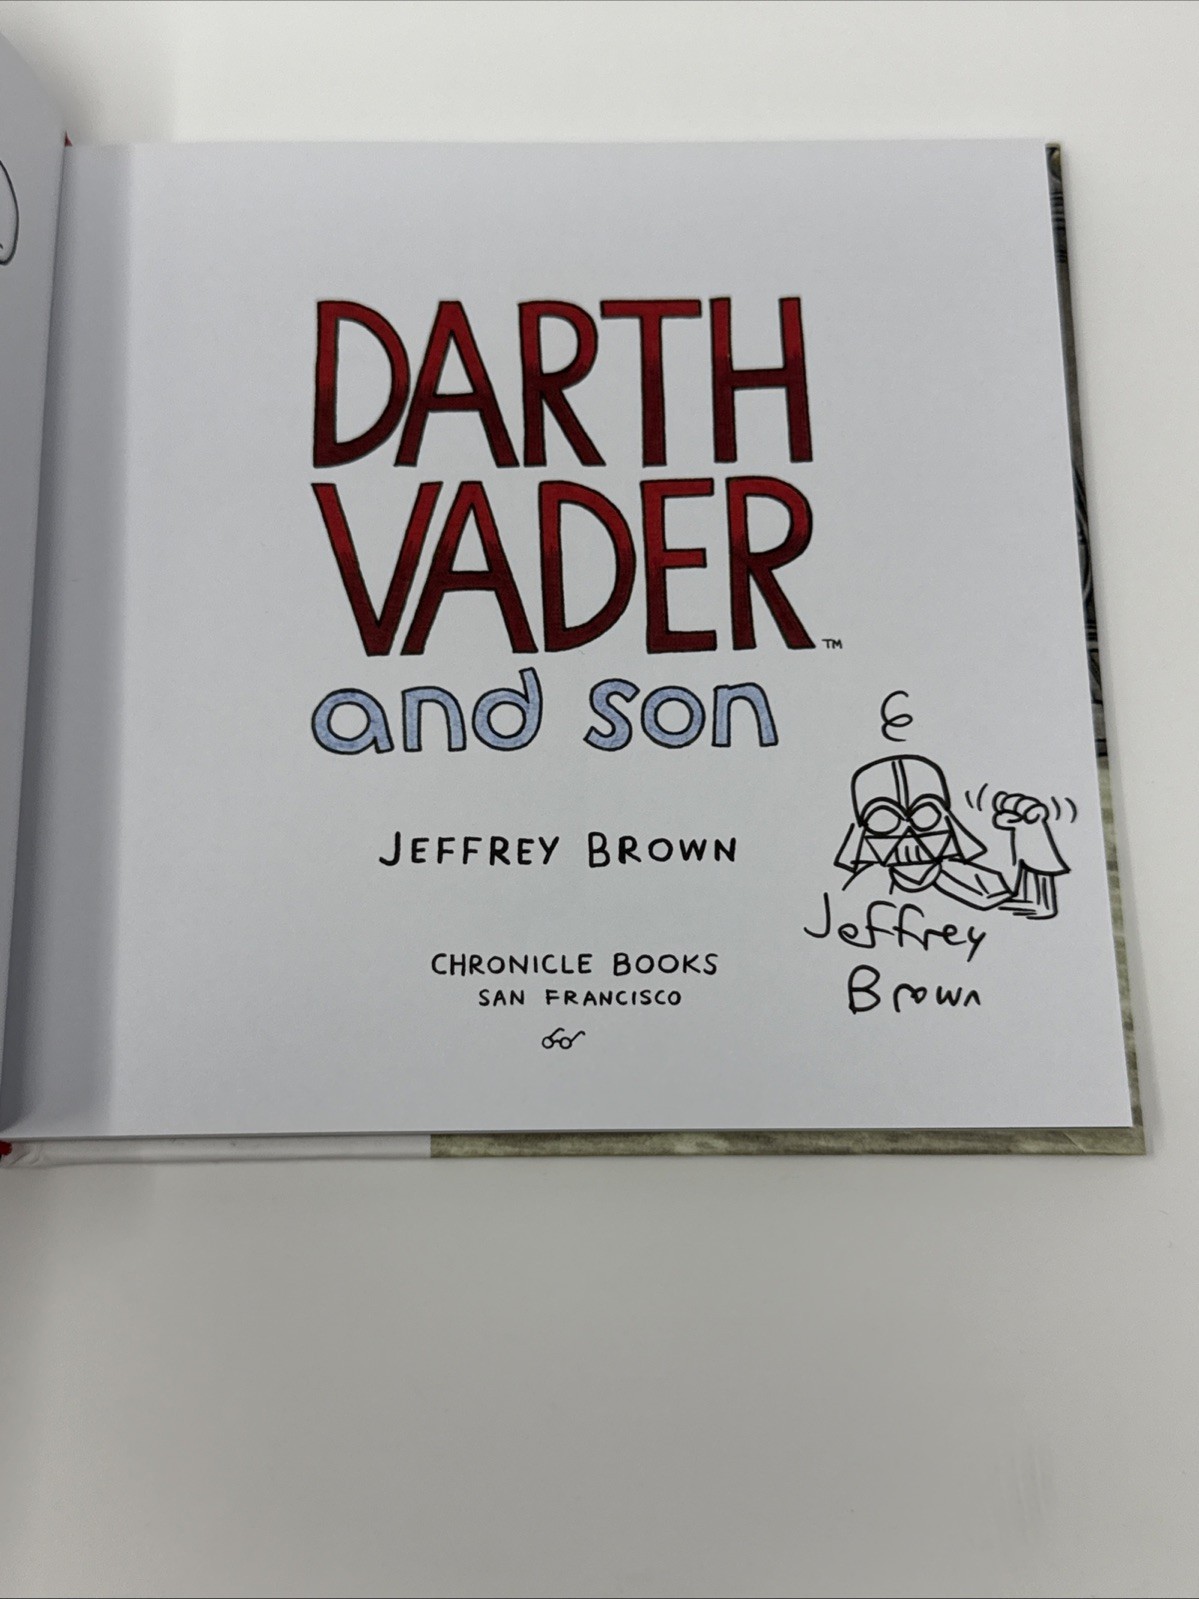 DARTH
VADER™
and son
JEFFREY BROWN
CHRONICLE BOOKS
SAN FRANCISCO
Jeffrey
Brown